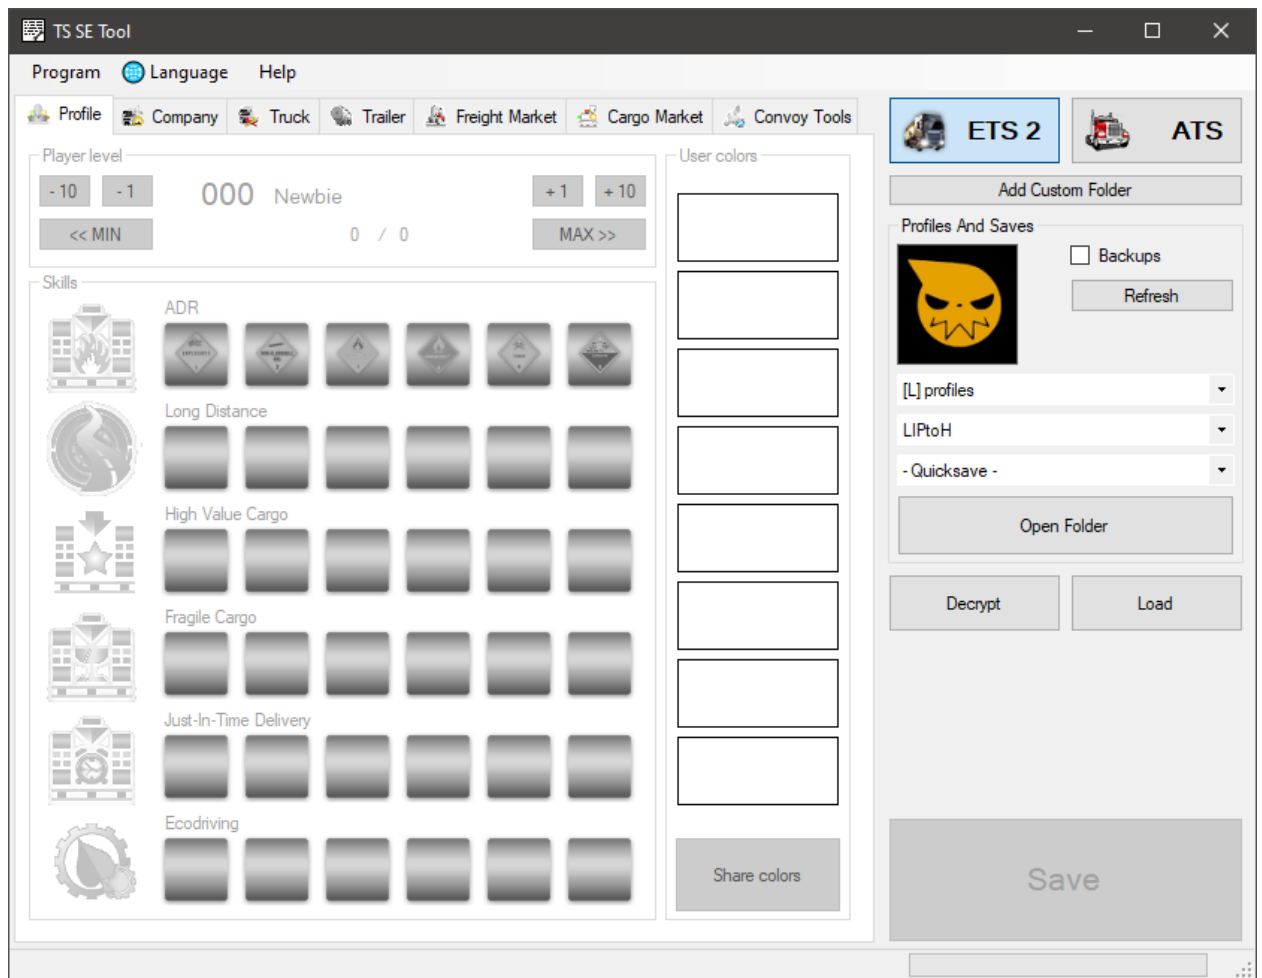 TS SE Tool
Program Language Help
Profile Company Truck Trailer Freight Market Cargo Market Convoy Tools
Player level
- 10 - 1 000 Newbie + 1 + 10
<< MIN 0 / 0 MAX >>
Skills
ADR
EXPLOSIVES
Long Distance
High Value Cargo
Fragile Cargo
Just-In-Time Delivery
Ecodriving
User colors
Share colors
ETS 2 ATS
Add Custom Folder
Profiles And Saves
Backups
Refresh
[L] profiles
LIPtoH
- Quicksave -
Open Folder
Decrypt Load
Save